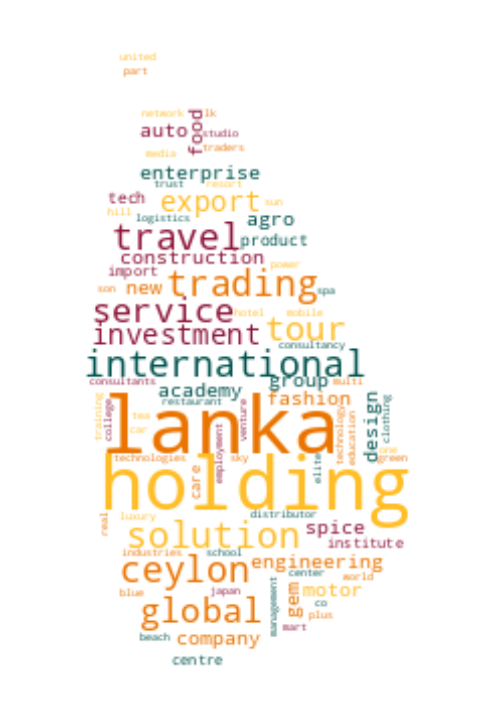 united
part
network lk
auto food studio
media traders
enterprise
trust resort
tech export sun
hill logistics agro
travel product
construction
import power
son new trading spa
service hotel mobile
investment tour
consultancy
international
consultants group multi
academy fashion
restaurant design clothing
training college lanka technology education
tea venture
car employment
one
technologies sky elite green
care holding
real luxury distributor
solution spice
institute
industries school
ceylon engineering
center world
blue japan management gem motor
global co
plus
mart
beach company
centre